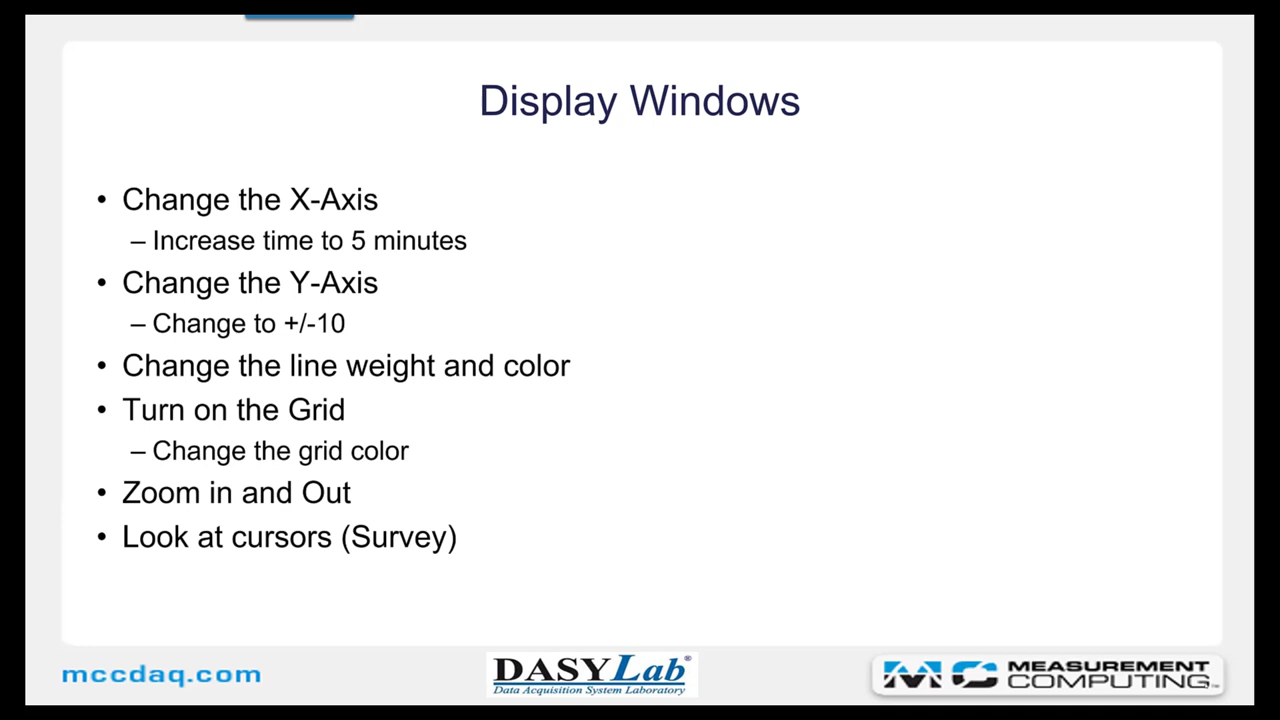 Display Windows
• Change the X-Axis
– Increase time to 5 minutes
• Change the Y-Axis
– Change to +/-10
• Change the line weight and color
• Turn on the Grid
– Change the grid color
• Zoom in and Out
• Look at cursors (Survey)
mccdaq.com
DASYLab®
Data Acquisition System Laboratory
MC MEASUREMENT
COMPUTING™